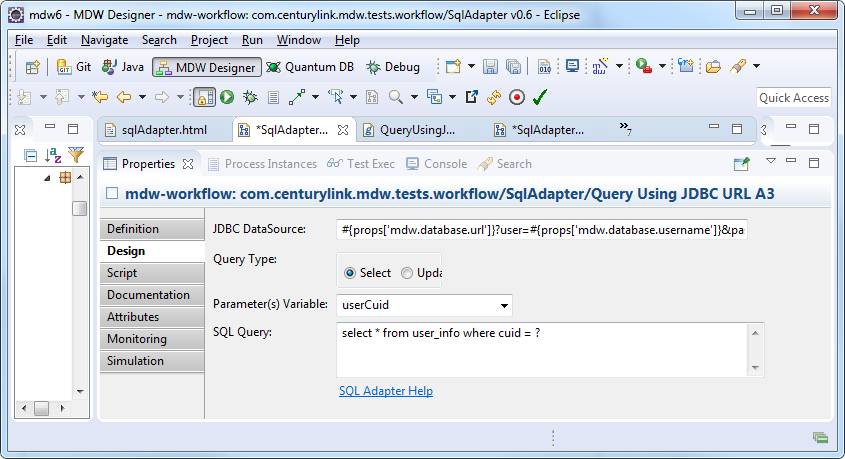 mdw6 - MDW Designer - mdw-workflow: com.centurylink.mdw.tests.workflow/SqlAdapter v0.6 - Eclipse
File Edit Navigate Search Project Run Window Help
Git Java MDW Designer Quantum DB Debug
Quick Access
sqlAdapter.html *SqlAdapter... QueryUsingJ... *SqlAdapter... »7
Properties Process Instances Test Exec Console Search
mdw-workflow: com.centurylink.mdw.tests.workflow/SqlAdapter/Query Using JDBC URL A3
Definition
Design
Script
Documentation
Attributes
Monitoring
Simulation
JDBC DataSource: #{props['mdw.database.url']}?user=#{props['mdw.database.username']}&pas
Query Type: Select Upda
Parameter(s) Variable: userCuid
SQL Query: select * from user_info where cuid = ?
SQL Adapter Help